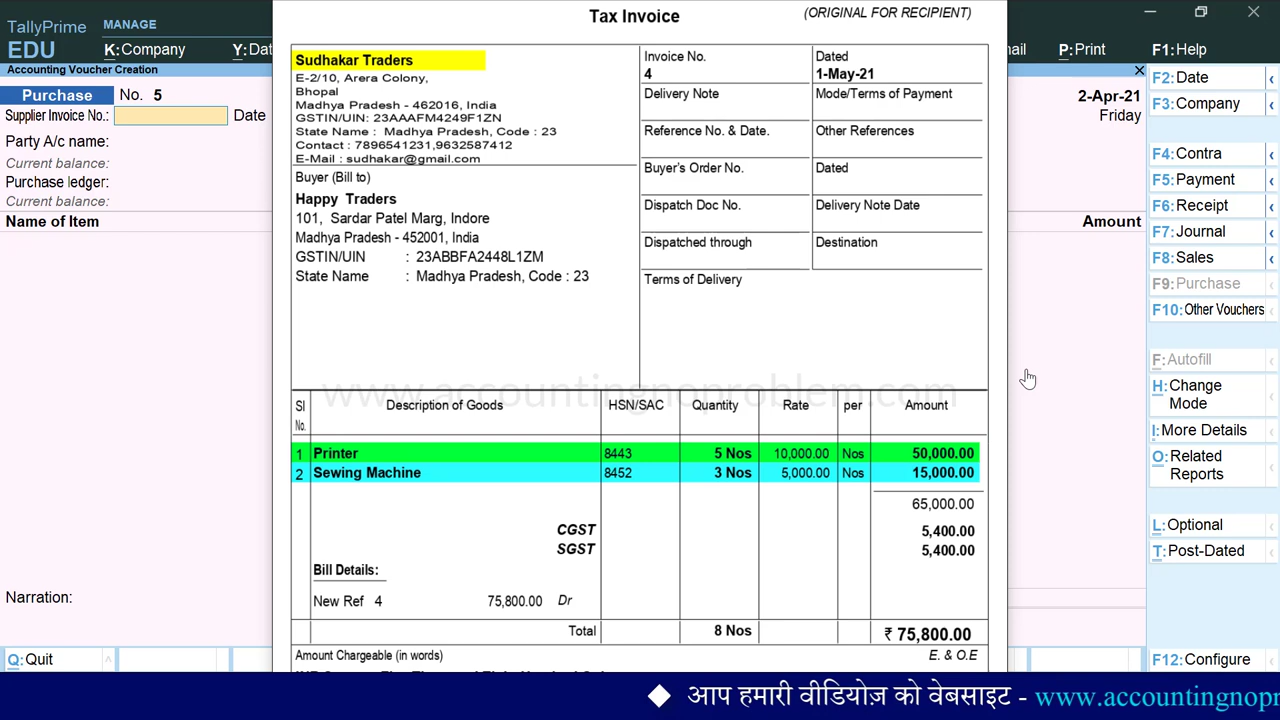 TallyPrime
MANAGE
EDU
K:Company
Y:Dat
ail
P:Print
F1:Help
Accounting Voucher Creation
Purchase
No. 5
2-Apr-21
Supplier Invoice No.:
Date
Friday
Party A/c name:
Current balance:
Purchase ledger:
Current balance:
Name of Item
Amount
Narration:
Q:Quit
Tax Invoice
(ORIGINAL FOR RECIPIENT)
Sudhakar Traders
E-2/10, Arera Colony,
Bhopal
Madhya Pradesh - 462016, India
GSTIN/UIN: 23AAAFM4249F1ZN
State Name : Madhya Pradesh, Code : 23
Contact : 7896541231,9632587412
E-Mail : sudhakar@gmail.com
Buyer (Bill to)
Happy Traders
101, Sardar Patel Marg, Indore
Madhya Pradesh - 452001, India
GSTIN/UIN : 23ABBFA2448L1ZM
State Name : Madhya Pradesh, Code : 23
Invoice No.
4
Dated
1-May-21
Delivery Note
Mode/Terms of Payment
Reference No. & Date.
Other References
Buyer's Order No.
Dated
Dispatch Doc No.
Delivery Note Date
Dispatched through
Destination
Terms of Delivery
www.accountingnoproblem.com
Sl No.
Description of Goods
HSN/SAC
Quantity
Rate
per
Amount
1 Printer 8443 5 Nos 10,000.00 Nos 50,000.00
2 Sewing Machine 8452 3 Nos 5,000.00 Nos 15,000.00
65,000.00
CGST 5,400.00
SGST 5,400.00
Bill Details:
New Ref 4 75,800.00 Dr
Total 8 Nos ₹ 75,800.00
Amount Chargeable (in words)
E. & O.E
F2:Date
F3:Company
F4:Contra
F5:Payment
F6:Receipt
F7:Journal
F8:Sales
F9:Purchase
F10:Other Vouchers
F:Autofill
H:Change
Mode
I:More Details
O:Related
Reports
L:Optional
T:Post-Dated
F12:Configure
◆ आप हमारी वीडियोज़ को वेबसाइट - www.accountingnopr